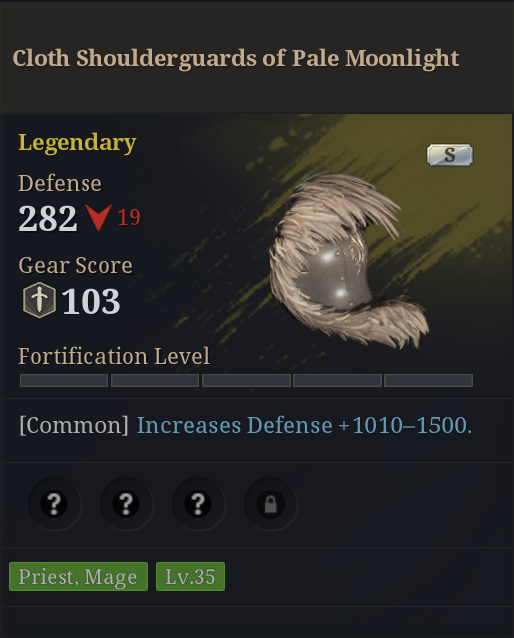 Cloth Shoulderguards of Pale Moonlight
Legendary
S
Defense
282 19
Gear Score
103
Fortification Level
[Common] Increases Defense +1010–1500.
? ? ?
Priest, Mage Lv.35